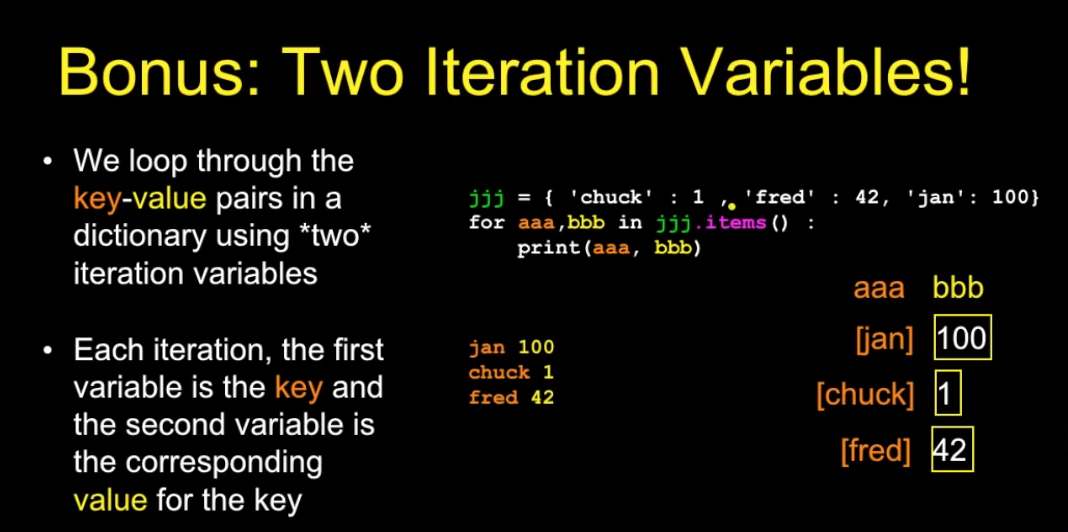 Bonus: Two Iteration Variables!
• We loop through the
key-value pairs in a
dictionary using *two*
iteration variables
• Each iteration, the first
variable is the key and
the second variable is
the corresponding
value for the key
jjj = { 'chuck' : 1 , 'fred' : 42, 'jan': 100}
for aaa,bbb in jjj.items() :
    print(aaa, bbb)
jan 100
chuck 1
fred 42
aaa bbb
[jan] 100
[chuck] 1
[fred] 42